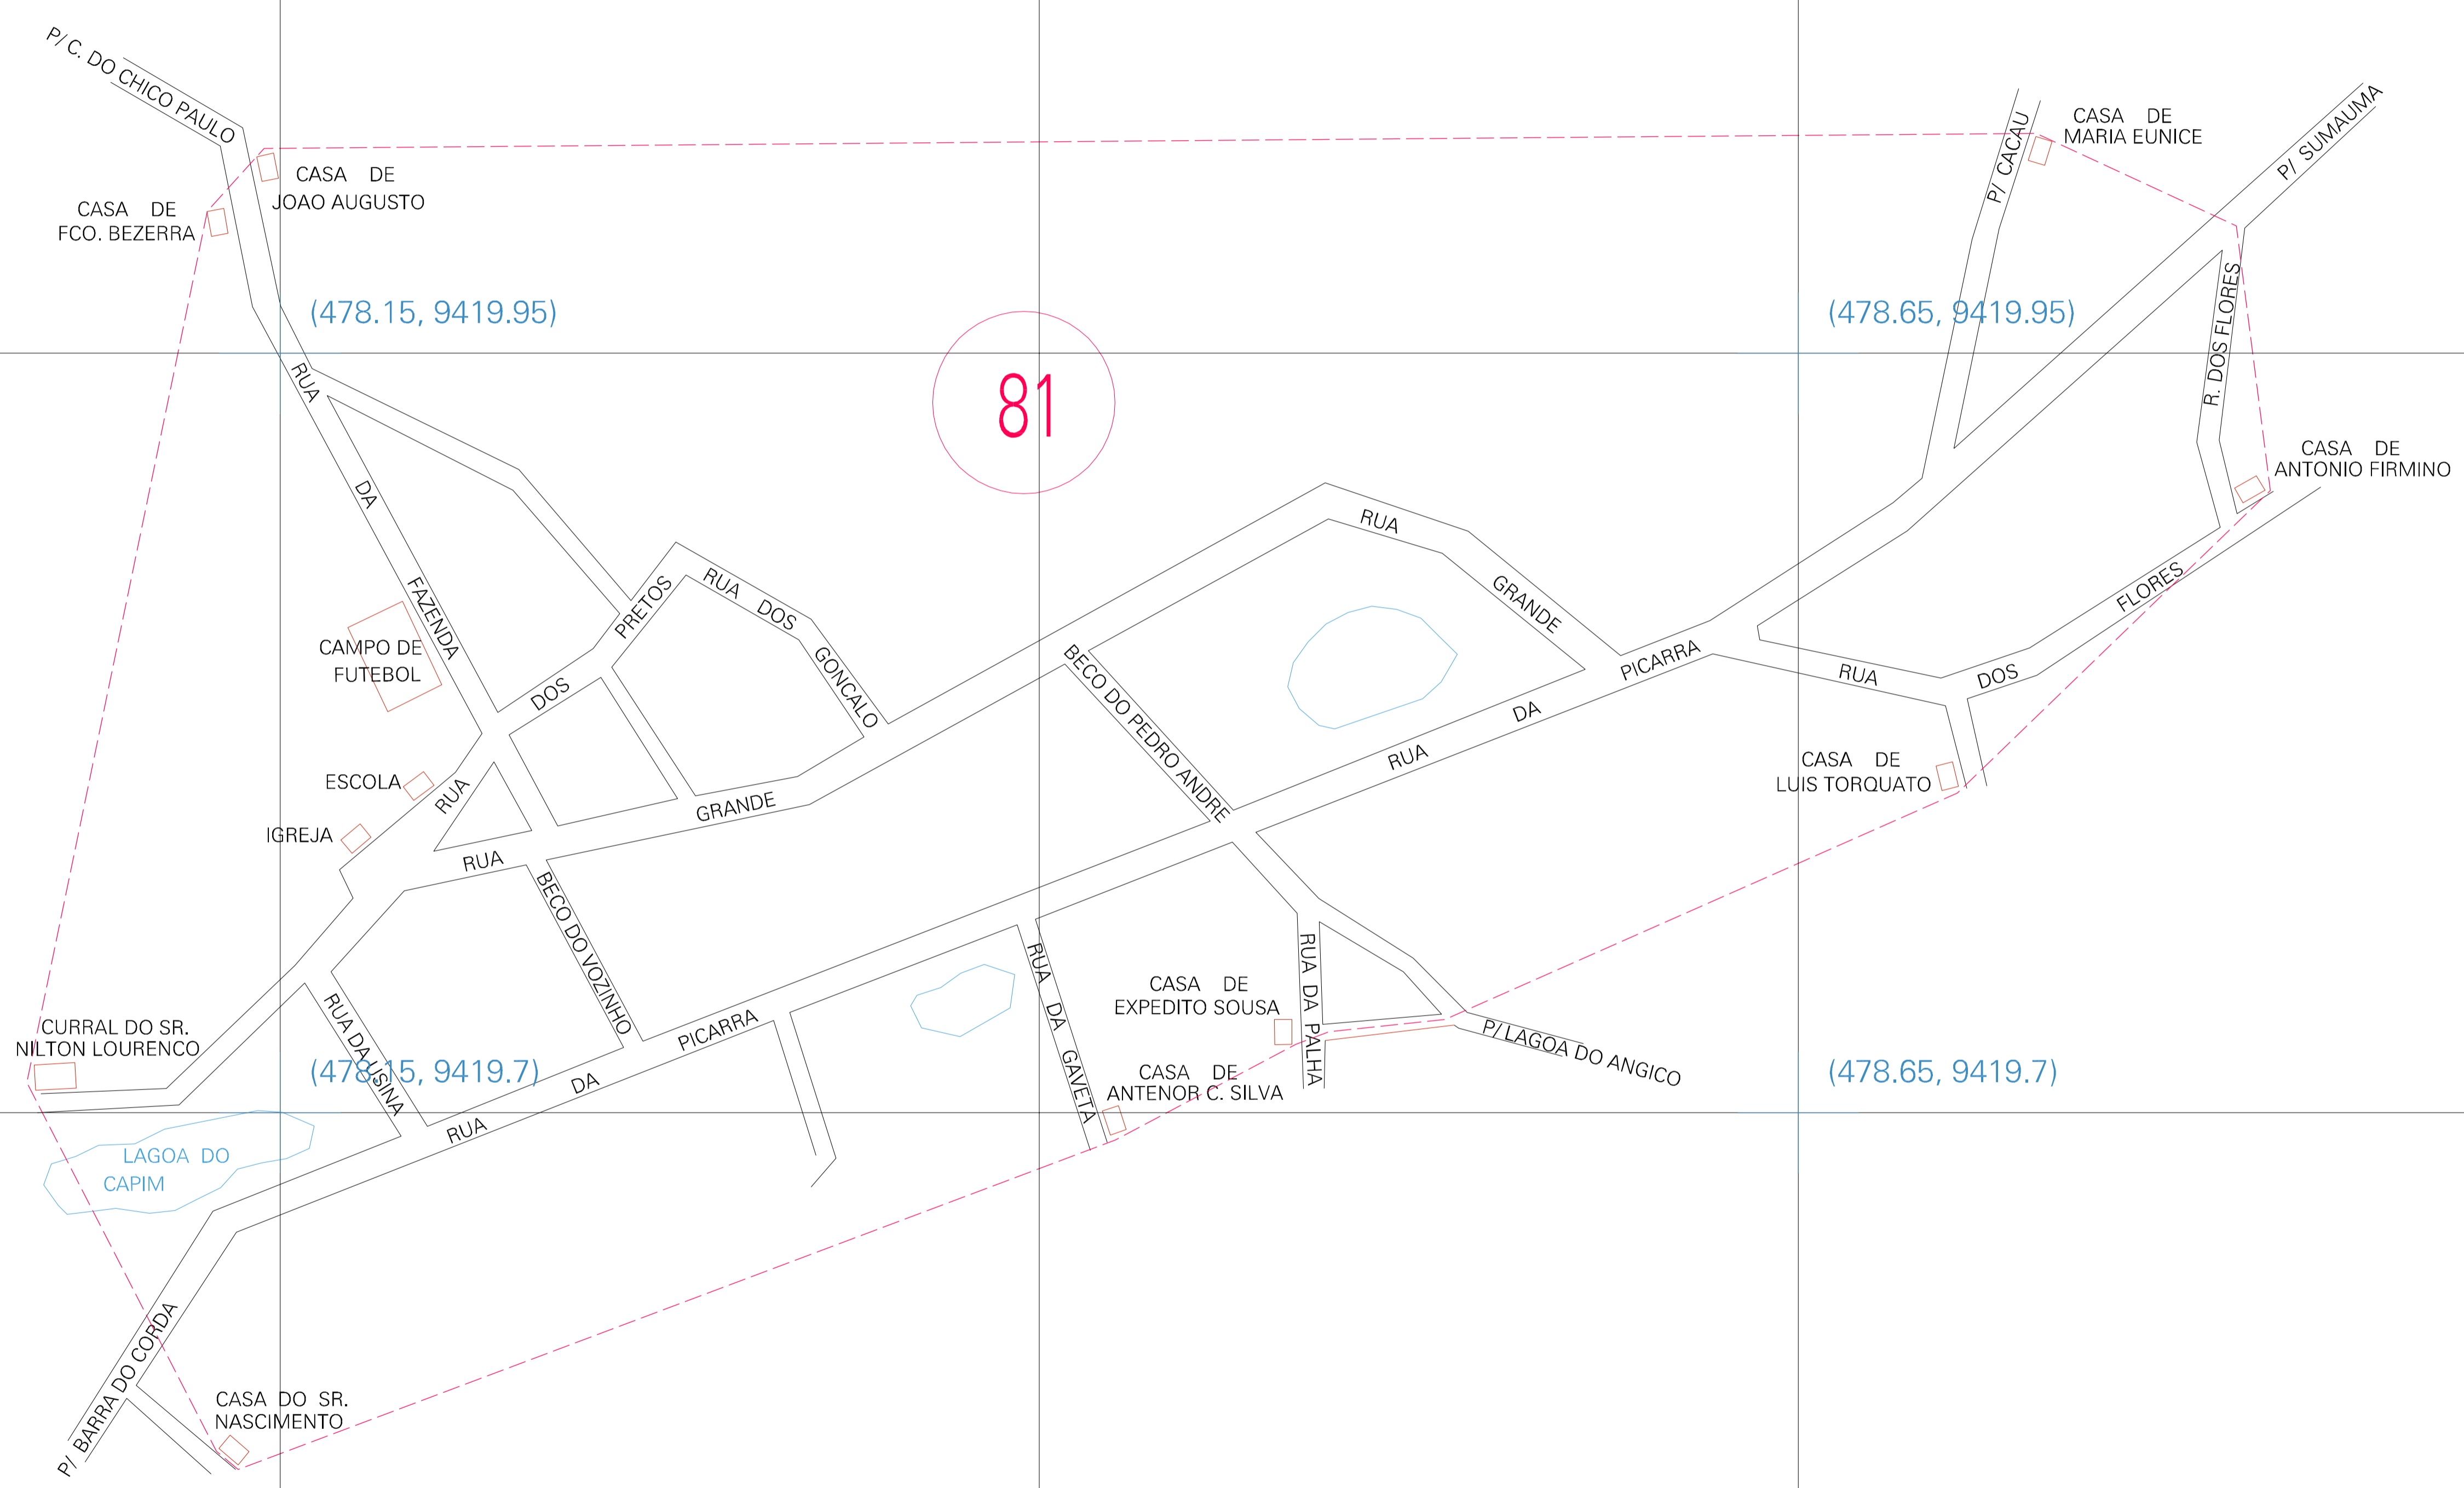 P/ C. DO CHICO PAULO
CASA DE
JOAO AUGUSTO
CASA DE
FCO. BEZERRA
P/ CACAU
CASA DE
MARIA EUNICE
P/ SUMAUMA
(478.15, 9419.95)
(478.65, 9419.95)
R. DOS FLORES
81
CASA DE
ANTONIO FIRMINO
RUA DA FAZENDA
CAMPO DE
FUTEBOL
RUA DOS PRETOS
RUA DOS GONCALO
RUA GRANDE
BECO DO PEDRO ANDRE
RUA DA PICARRA
RUA DOS FLORES
CASA DE
LUIS TORQUATO
ESCOLA
IGREJA
RUA GRANDE
BECO DO VOZINHO
CURRAL DO SR.
NILTON LOURENCO
RUA DA USINA
(478.15, 9419.7)
RUA DA PICARRA
RUA DA GAVETA
CASA DE
EXPEDITO SOUSA
RUA DA PALHA
P/ LAGOA DO ANGICO
CASA DE
ANTENOR C. SILVA
(478.65, 9419.7)
LAGOA DO
CAPIM
P/ BARRA DO CORDA
CASA DO SR.
NASCIMENTO